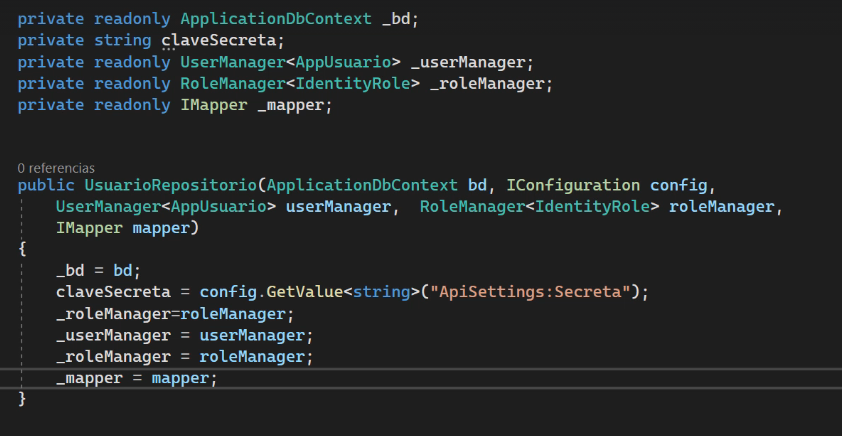 private readonly ApplicationDbContext _bd;
private string claveSecreta;
private readonly UserManager<AppUsuario> _userManager;
private readonly RoleManager<IdentityRole> _roleManager;
private readonly IMapper _mapper;
0 referencias
public UsuarioRepositorio(ApplicationDbContext bd, IConfiguration config,
UserManager<AppUsuario> userManager,  RoleManager<IdentityRole> roleManager,
IMapper mapper)
{
_bd = bd;
claveSecreta = config.GetValue<string>("ApiSettings:Secreta");
_roleManager=roleManager;
_userManager = userManager;
_roleManager = roleManager;
_mapper = mapper;
}